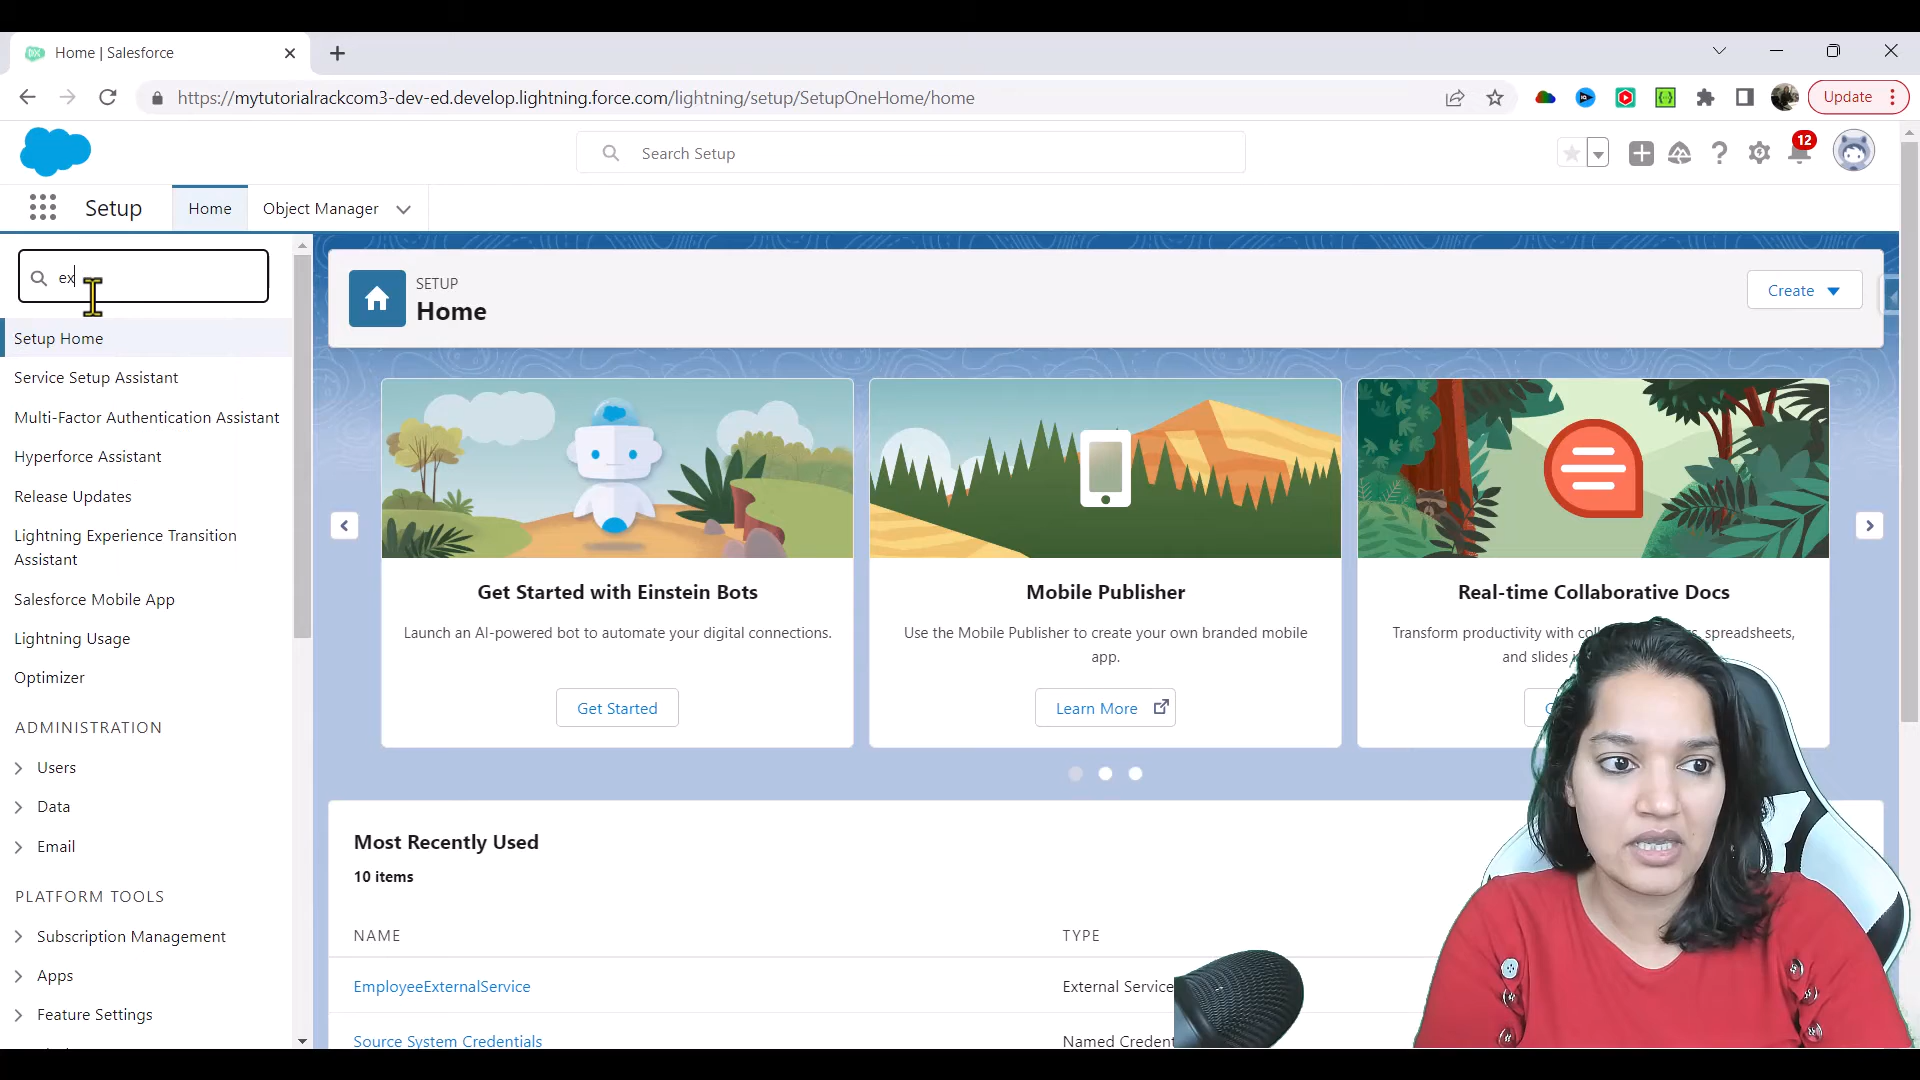 Home | Salesforce
https://mytutorialrackcom3-dev-ed.develop.lightning.force.com/lightning/setup/SetupOneHome/home
Update
Search Setup
12
Setup
Home
Object Manager
ex
SETUP
Home
Create
Setup Home
Service Setup Assistant
Multi-Factor Authentication Assistant
Hyperforce Assistant
Release Updates
Lightning Experience Transition
Assistant
Salesforce Mobile App
Lightning Usage
Optimizer
ADMINISTRATION
Users
Data
Email
PLATFORM TOOLS
Subscription Management
Apps
Feature Settings
Get Started with Einstein Bots
Launch an AI-powered bot to automate your digital connections.
Get Started
Mobile Publisher
Use the Mobile Publisher to create your own branded mobile
app.
Learn More
Real-time Collaborative Docs
Transform productivity with spreadsheets,
and slides
Most Recently Used
10 items
NAME
TYPE
EmployeeExternalService
External Service
Source System Credentials
Named